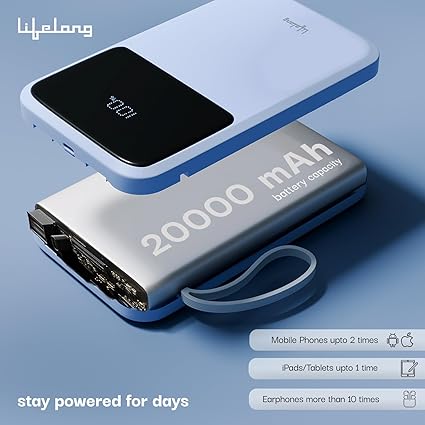 Lifelong
Lifelong
20000 mAh
battery capacity
Mobile Phones upto 2 times
iPads/Tablets upto 1 time
Earphones more than 10 times
stay powered for days